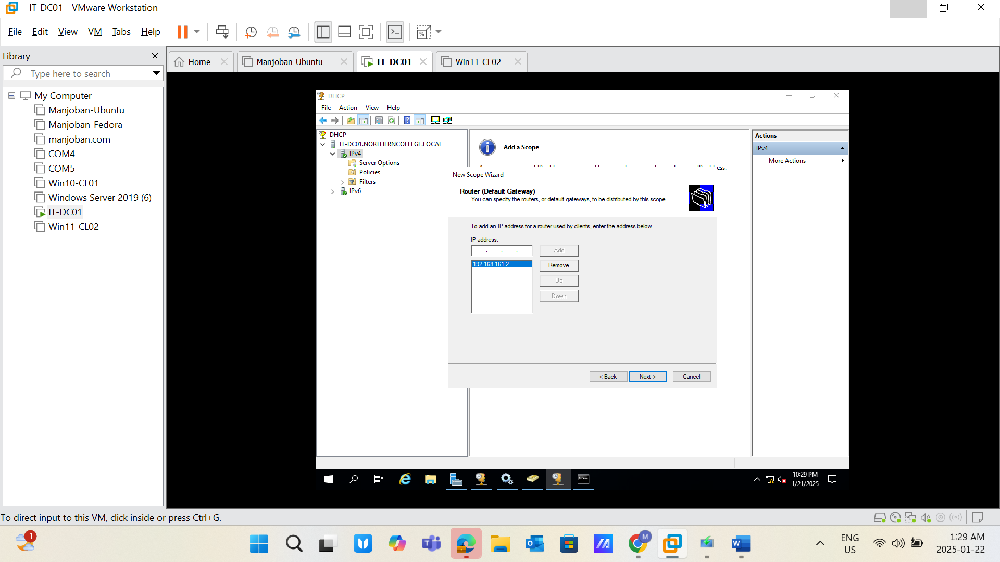 IT-DC01 - VMware Workstation
File Edit View VM Tabs Help
Library
Type here to search
My Computer
Manjoban-Ubuntu
Manjoban-Fedora
manjoban.com
COM4
COM5
Win10-CL01
Windows Server 2019 (6)
IT-DC01
Win11-CL02
Home
Manjoban-Ubuntu
IT-DC01
Win11-CL02
DHCP
File Action View Help
DHCP
IT-DC01.NORTHERNCOLLEGE.LOCAL
IPv4
Server Options
Policies
Filters
IPv6
Add a Scope
Actions
IPv4
More Actions
New Scope Wizard
Router (Default Gateway)
You can specify the routers, or default gateways, to be distributed by this scope.
To add an IP address for a router used by clients, enter the address below.
IP address:
. . .
Add
192.168.161.2
Remove
Up
Down
< Back
Next >
Cancel
10:29 PM
1/21/2025
To direct input to this VM, click inside or press Ctrl+G.
1
M
ENG
US
1:29 AM
2025-01-22